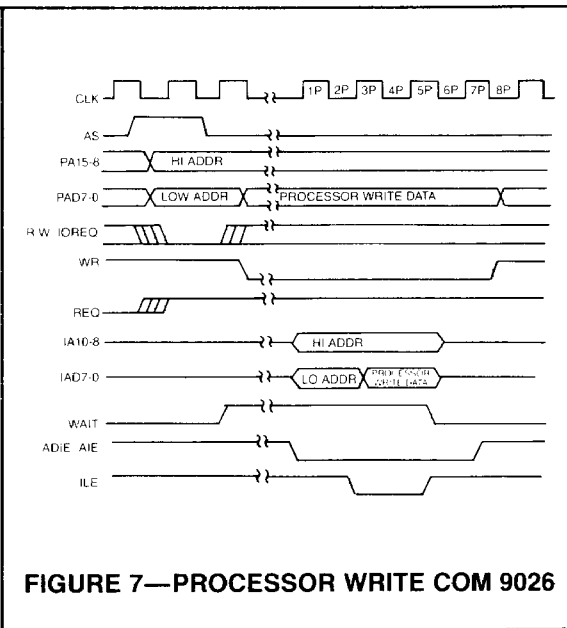 CLK 1P 2P 3P 4P 5P 6P 7P 8P
AS
PA15-8 HI ADDR
PAD7-0 LOW ADDR PROCESSOR WRITE DATA
R W IOREQ
WR
REQ
IA10-8 HI ADDR
IAD7-0 LO ADDR PROCESSOR WRITE DATA
WAIT
ADIE AIE
ILE
FIGURE 7—PROCESSOR WRITE COM 9026